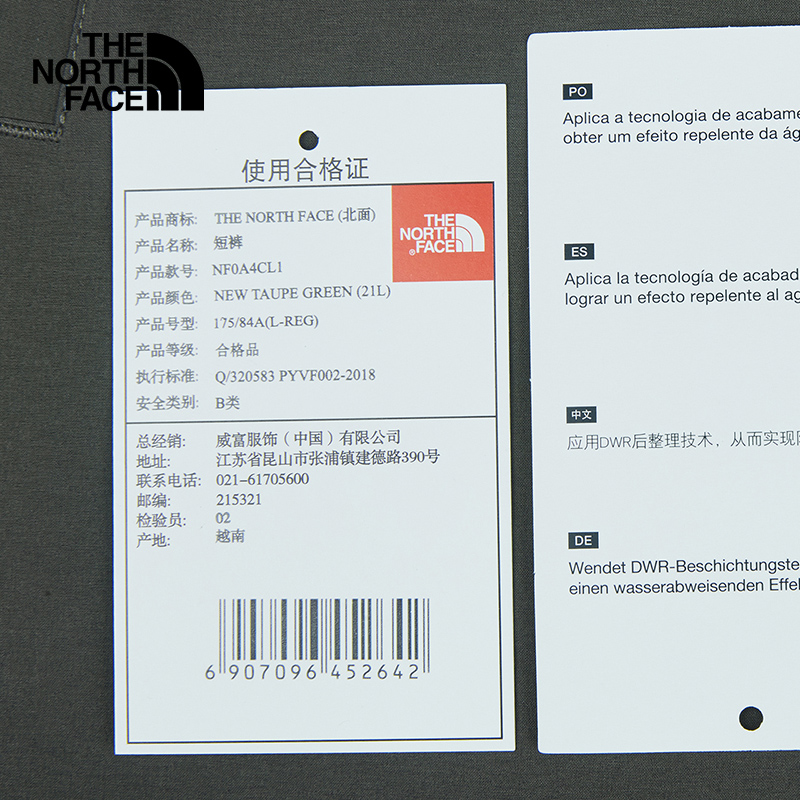 THE
NORTH
FACE
使用合格证
产品商标: THE NORTH FACE (北面)
产品名称: 短裤
产品款号: NF0A4CL1
产品颜色: NEW TAUPE GREEN (21L)
产品号型: 175/84A(L-REG)
产品等级: 合格品
执行标准: Q/320583 PYVF002-2018
安全类别: B类
THE
NORTH
FACE
®
总经销: 威富服饰（中国）有限公司
地址: 江苏省昆山市张浦镇建德路390号
联系电话: 021-61705600
邮编: 215321
检验员: 02
产地: 越南
6 907096 452642
PO
Aplica a tecnologia de acabame
obter um efeito repelente da ág
ES
Aplica la tecnología de acabad
lograr un efecto repelente al ag
中文
应用DWR后整理技术，从而实现
DE
Wendet DWR-Beschichtungste
einen wasserabweisenden Effe